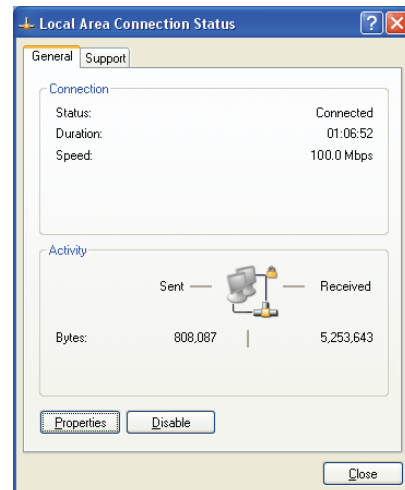 Local Area Connection Status
General Support
Connection
Status: Connected
Duration: 01:06:52
Speed: 100.0 Mbps
Activity
Sent — — Received
Bytes: 808,087 | 5,253,643
Properties Disable
Close